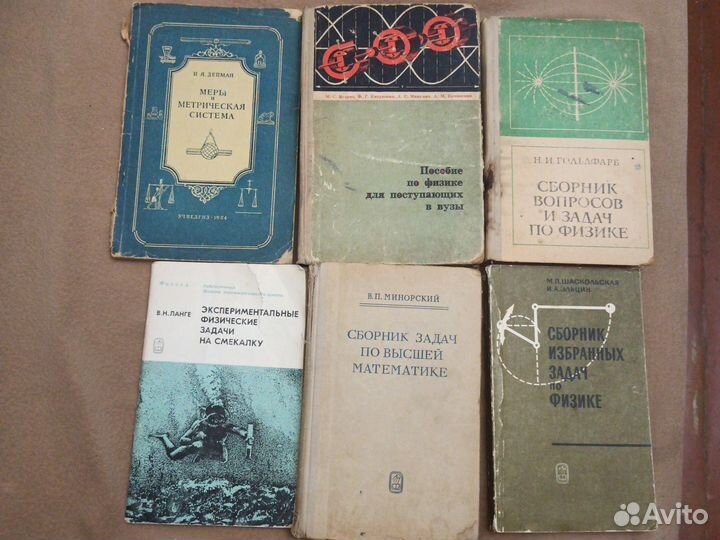 И. Я. ДЕПМАН
МЕРЫ
и
МЕТРИЧЕСКАЯ
СИСТЕМА
УЧПЕДГИЗ · 1954
Пособие
по физике
для поступающих
в вузы
Н. И. ГОЛЬДФАРБ
СБОРНИК
ВОПРОСОВ
И ЗАДАЧ
ПО ФИЗИКЕ
В.Н. ЛАНГЕ
ЭКСПЕРИМЕНТАЛЬНЫЕ
ФИЗИЧЕСКИЕ
ЗАДАЧИ
НА СМЕКАЛКУ
В.П. МИНОРСКИЙ
СБОРНИК ЗАДАЧ
ПО ВЫСШЕЙ
МАТЕМАТИКЕ
М.П. ШАСКОЛЬСКАЯ
И.А. ЭЛЬЦИН
СБОРНИК
ИЗБРАННЫХ
ЗАДАЧ
ПО
ФИЗИКЕ
Avito